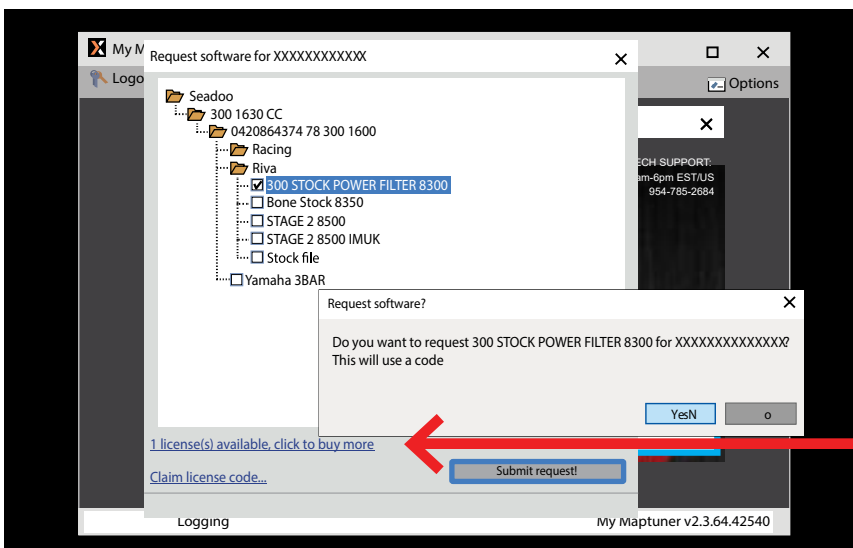 My M
Request software for XXXXXXXXXXXX
Logo
Options
Seadoo
300 1630 CC
0420864374 78 300 1600
Racing
Riva
300 STOCK POWER FILTER 8300
Bone Stock 8350
STAGE 2 8500
STAGE 2 8500 IMUK
Stock file
Yamaha 3BAR
ECH SUPPORT:
am-6pm EST/US
954-785-2684
Request software?
Do you want to request 300 STOCK POWER FILTER 8300 for XXXXXXXXXXXXXX?
This will use a code
YesN
o
1 license(s) available, click to buy more
Claim license code...
Submit request!
Logging
My Maptuner v2.3.64.42540